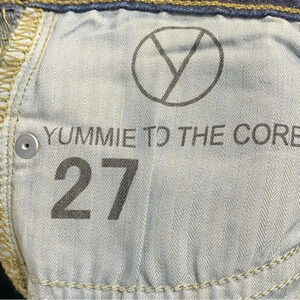 Y
YUMMIE TO THE CORE
27